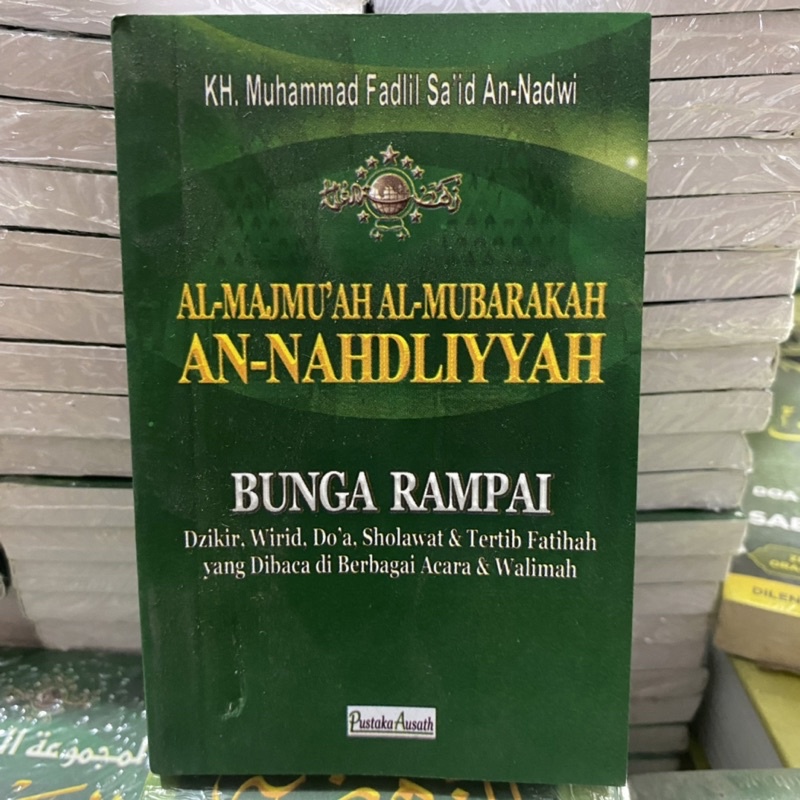 KH. Muhammad Fadlil Sa'id An-Nadwi
AL-MAJMU'AH AL-MUBARAKAH
AN-NAHDLIYYAH
BUNGA RAMPAI
Dzikir, Wirid, Do'a, Sholawat & Tertib Fatihah
yang Dibaca di Berbagai Acara & Walimah
Pustaka Ausath